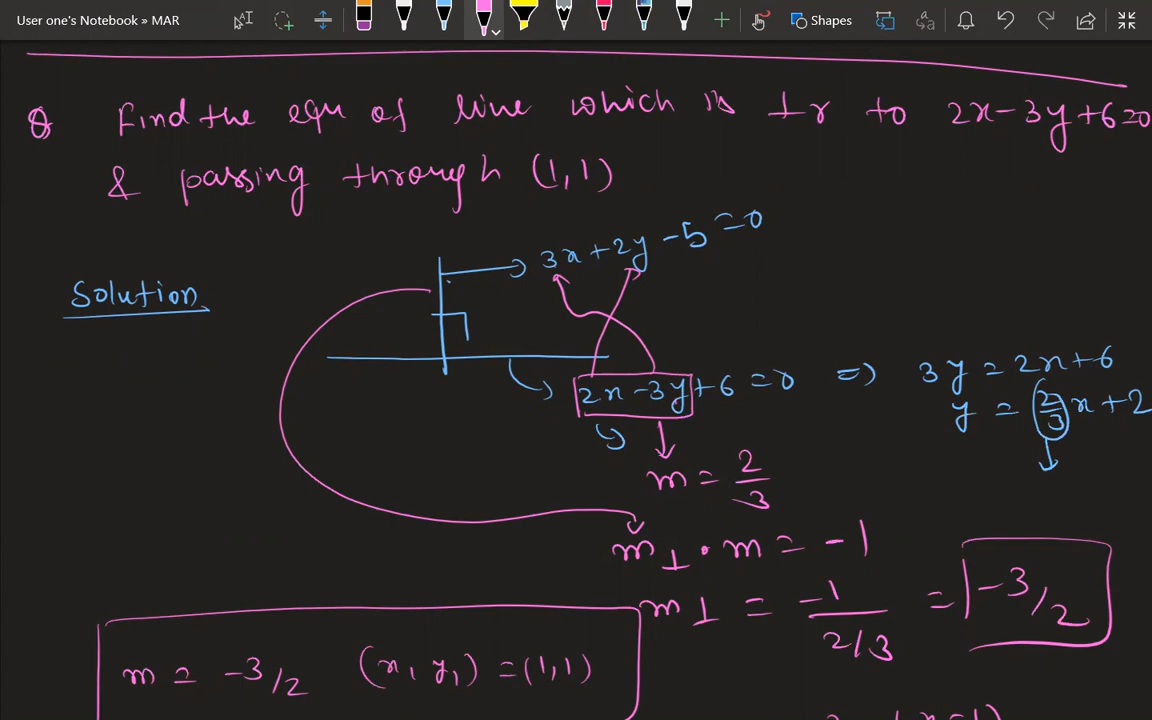 User one's Notebook » MAR
Shapes
Q Find the equ of line which is ⊥r to 2x-3y+6=0
& passing through (1,1)
3x+2y-5=0
Solution
2x-3y+6=0 => 3y=2x+6
y = 2/3 x+2
m = 2/3
m⊥ · m = -1
m⊥ = -1/2/3 = -3/2
m = -3/2 (x₁ y₁) = (1,1)